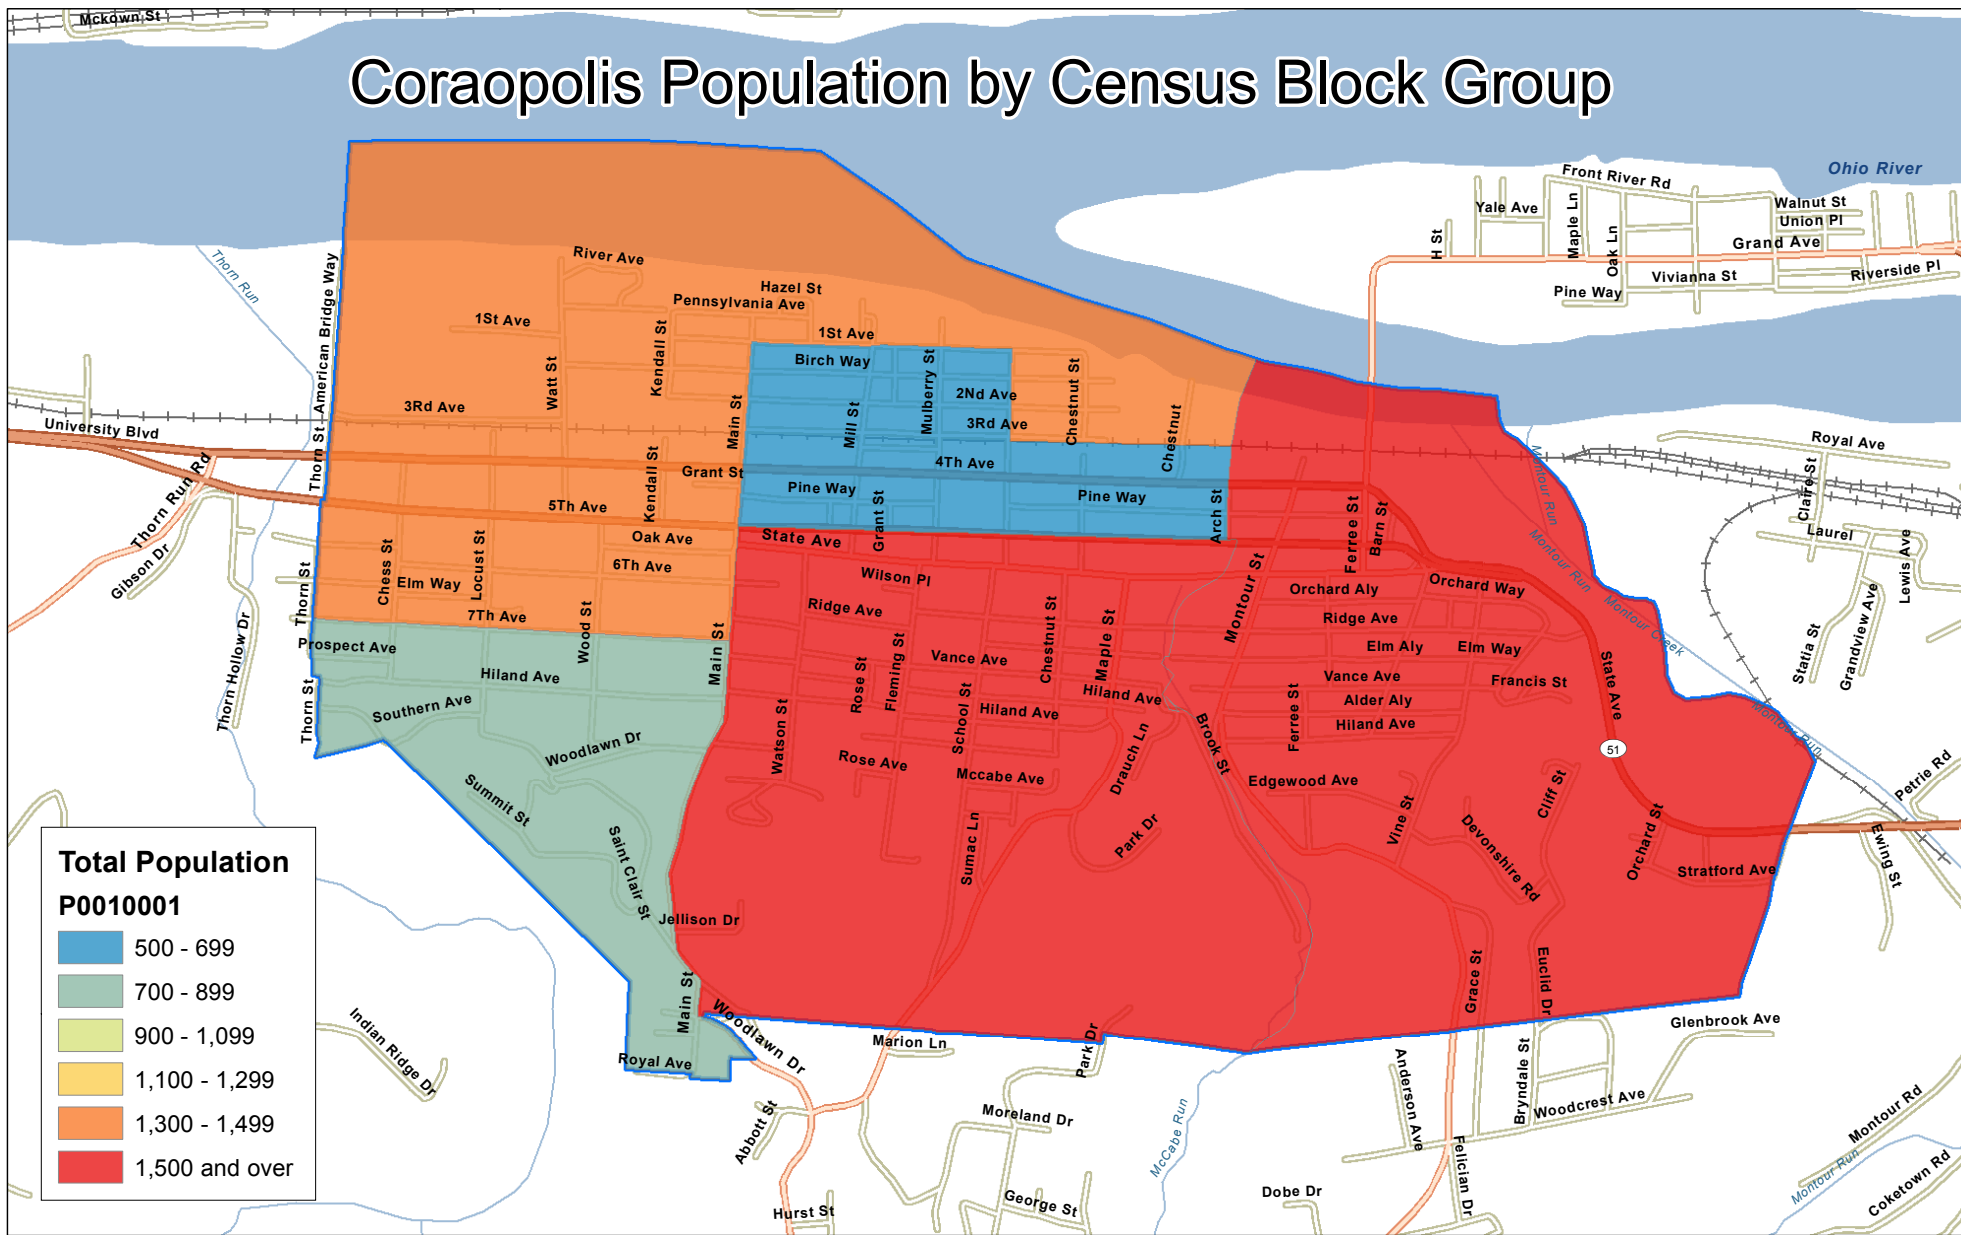 Mckown St
Coraopolis Population by Census Block Group
Ohio River
Front River Rd
Yale Ave
Maple Ln
Walnut St
Union Pl
H St
Oak Ln
Grand Ave
Vivianna St
Riverside Pl
Pine Way
Thorn Run
American Bridge Way
River Ave
Hazel St
Pennsylvania Ave
1St Ave
1St Ave
Kendall St
Birch Way
Mulberry St
Watt St
2Nd Ave
Chestnut St
3Rd Ave
Main St
Mill St
3Rd Ave
Chestnut
University Blvd
Thorn St
Thorn Run Rd
Grant St
4Th Ave
Kendall St
Pine Way
Pine Way
Grant St
Arch St
5Th Ave
Oak Ave
State Ave
6Th Ave
Wilson Pl
Ferree St
Barn St
Montour St
Orchard Way
Orchard Aly
Gibson Dr
Thorn St
Chess St
Elm Way
Locust St
7Th Ave
Wood St
Ridge Ave
Ridge Ave
Chestnut St
Maple St
Elm Aly
Elm Way
Royal Ave
Claire St
Laurel
Lewis Ave
Grandview Ave
Statia St
Montour Run
Montour Run
Montour Creek
Montour Run
Thorn Hollow Dr
Prospect Ave
Main St
Hiland Ave
Thorn St
Southern Ave
Woodlawn Dr
Summit St
Saint Clair St
Jellison Dr
Main St
Royal Ave
Woodlawn Dr
Watson St
Rose St
Fleming St
Vance Ave
School St
Hiland Ave
Hiland Ave
Rose Ave
Mccabe Ave
Drauch Ln
Brook St
Sumac Ln
Park Dr
Vance Ave
Francis St
Alder Aly
Ferree St
Hiland Ave
State Ave
51
Edgewood Ave
Vine St
Cliff St
Devonshire Rd
Orchard St
Stratford Ave
Petrie Rd
Ewing St
Grace St
Euclid Dr
Glenbrook Ave
Marion Ln
Park Dr
Anderson Ave
Bryndale St
Woodcrest Ave
Moreland Dr
Abbott St
McCabe Run
Felician Dr
Montour Rd
Montour Run
Coketown Rd
George St
Dobe Dr
Hurst St
Indian Ridge Dr
Total Population
P0010001
500 - 699
700 - 899
900 - 1,099
1,100 - 1,299
1,300 - 1,499
1,500 and over